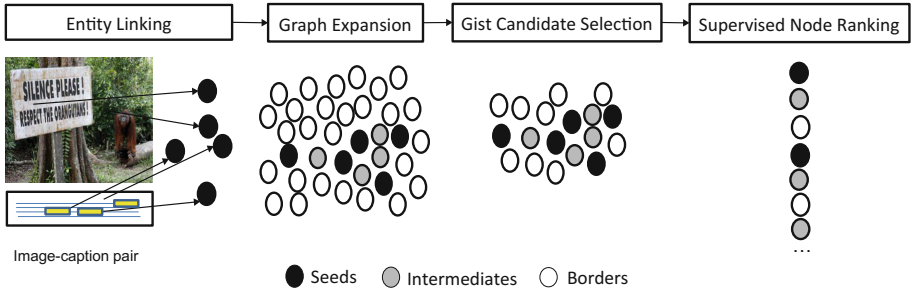 Entity Linking
Graph Expansion
Gist Candidate Selection
Supervised Node Ranking
SILENCE PLEASE !
RESPECT THE ORANGUTANS !
Image-caption pair
...
Seeds
Intermediates
Borders